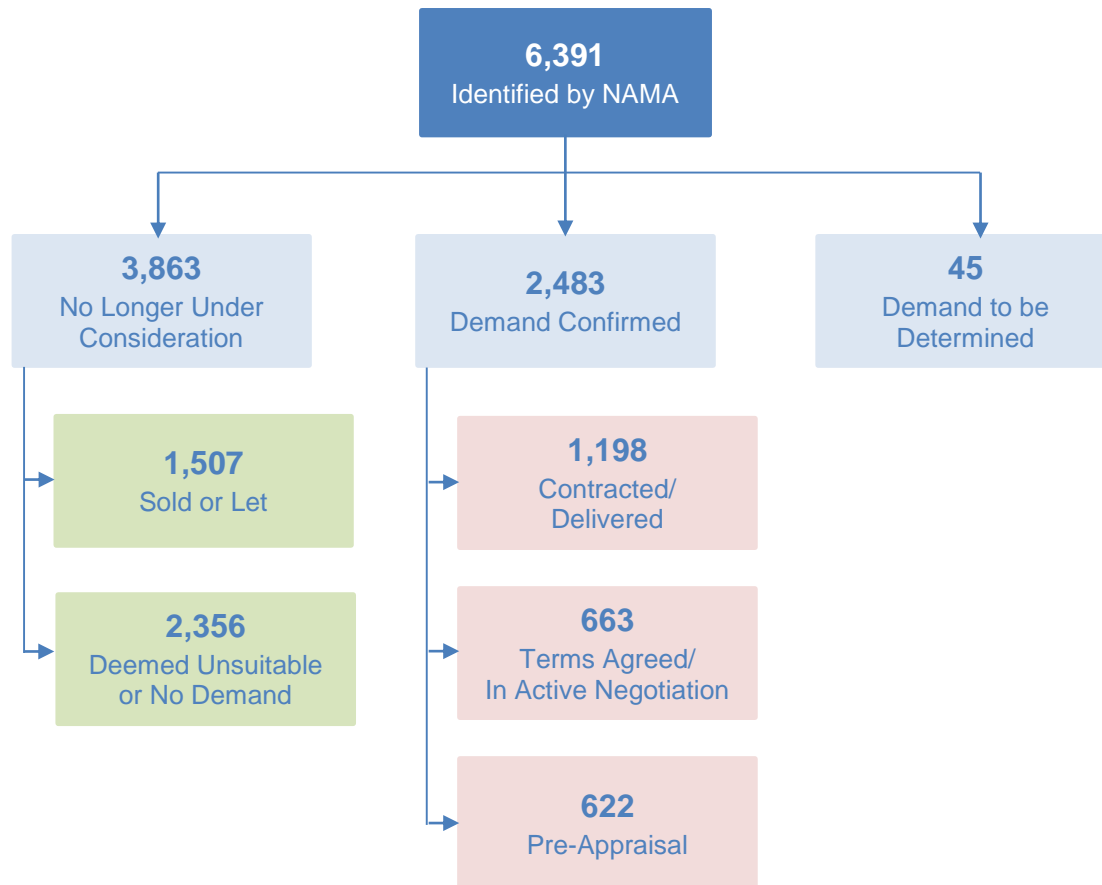 6,391
Identified by NAMA
3,863
No Longer Under
Consideration
2,483
Demand Confirmed
45
Demand to be
Determined
1,507
Sold or Let
2,356
Deemed Unsuitable
or No Demand
1,198
Contracted/
Delivered
663
Terms Agreed/
In Active Negotiation
622
Pre-Appraisal